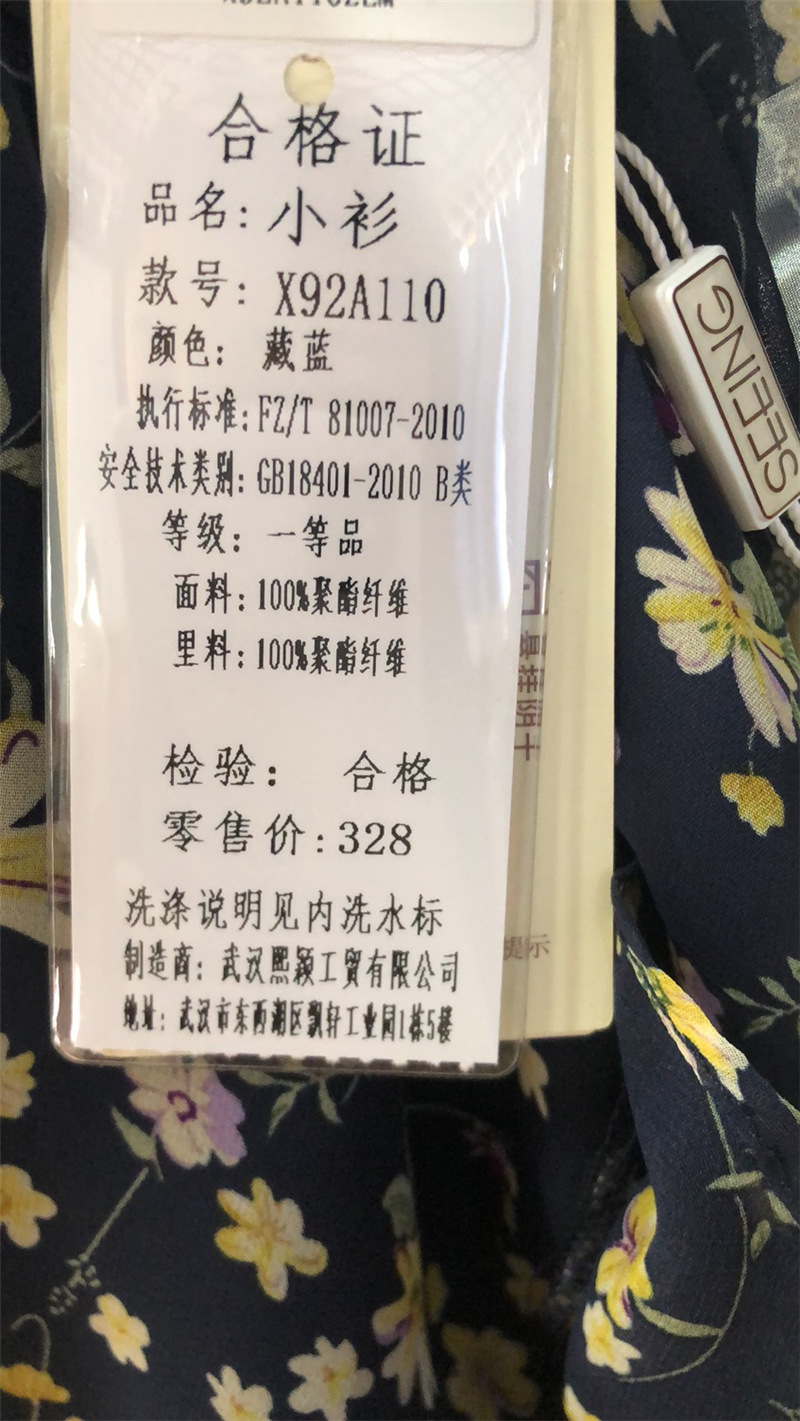 合格证
品名:小衫
款号:X92A110
颜色:藏蓝
执行标准:FZ/T 81007-2010
安全技术类别:GB18401-2010 B类
等级:一等品
面料:100%聚酯纤维
里料:100%聚酯纤维
检验: 合格
零售价:328
洗涤说明见内洗水标
制造商:武汉熙颖工贸有限公司
地址:武汉市东西湖区飘轩工业园1栋5楼
SEEING
提示